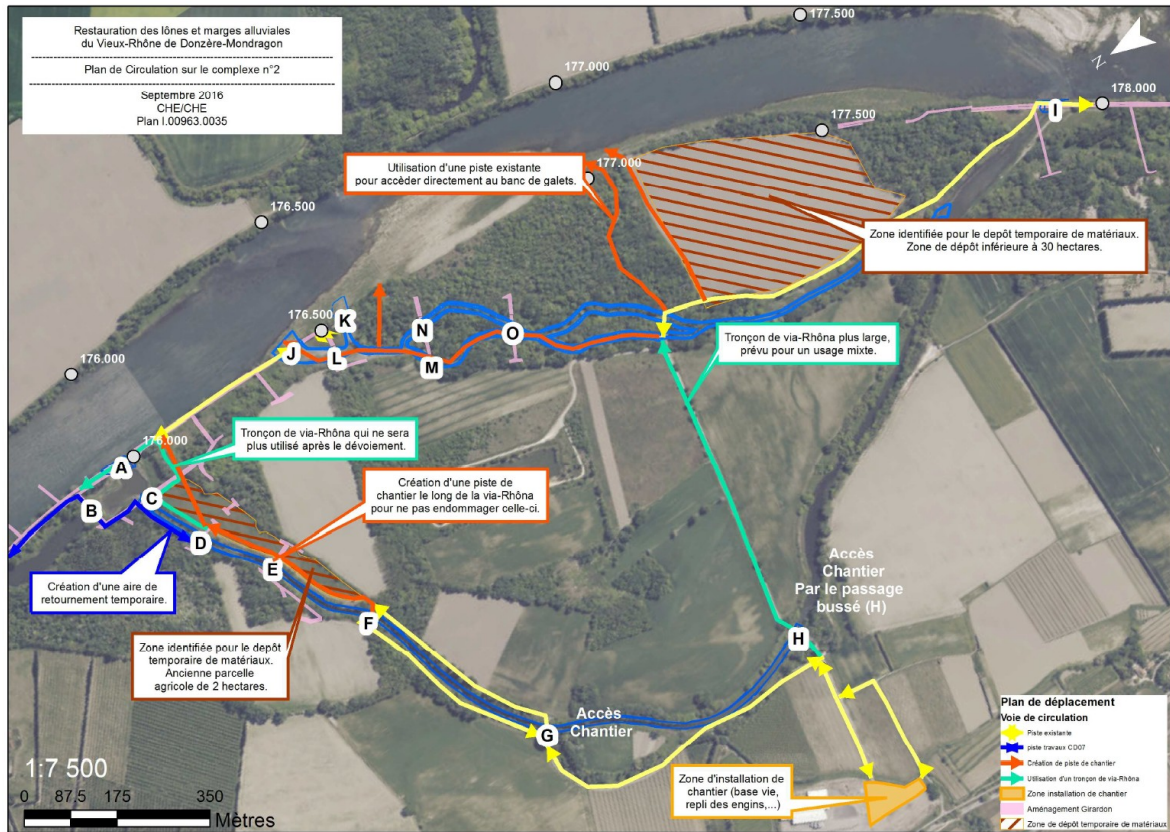 Restauration des lônes et marges alluviales
du Vieux-Rhône de Donzère-Mondragon
Plan de Circulation sur le complexe n°2
Septembre 2016
CHE/CHE
Plan I.00963.0035
177.500
177.000
N
178.000
I
177.500
177.000
Utilisation d'une piste existante
pour accèder directement au banc de galets.
176.500
Zone identifiée pour le depôt temporaire de matériaux.
Zone de dépôt inférieure à 30 hectares.
176.500
K
J
L
N
O
M
176.000
Tronçon de via-Rhôna plus large,
prévu pour un usage mixte.
176.000
Tronçon de via-Rhôna qui ne sera
plus utilisé après le dévoiement.
A
B
C
D
Création d'une piste de
chantier le long de la via-Rhôna
pour ne pas endommager celle-ci.
E
Création d'une aire de
retournement temporaire.
F
Accès
Chantier
Par le passage
bussé (H)
H
Zone identifiée pour le depôt
temporaire de matériaux.
Ancienne parcelle
agricole de 2 hectares.
Accès
Chantier
G
Zone d'installation de
chantier (base vie,
repli des engins,...)
1:7 500
0 87.5 175 350
Mètres
Plan de déplacement
Voie de circulation
Piste existante
piste travaux CD07
Création de piste de chantier
Utilisation d'un tronçon de via-Rhôna
Zone installation de chantier
Aménagement Girardon
Zone de dépôt temporaire de matériaux